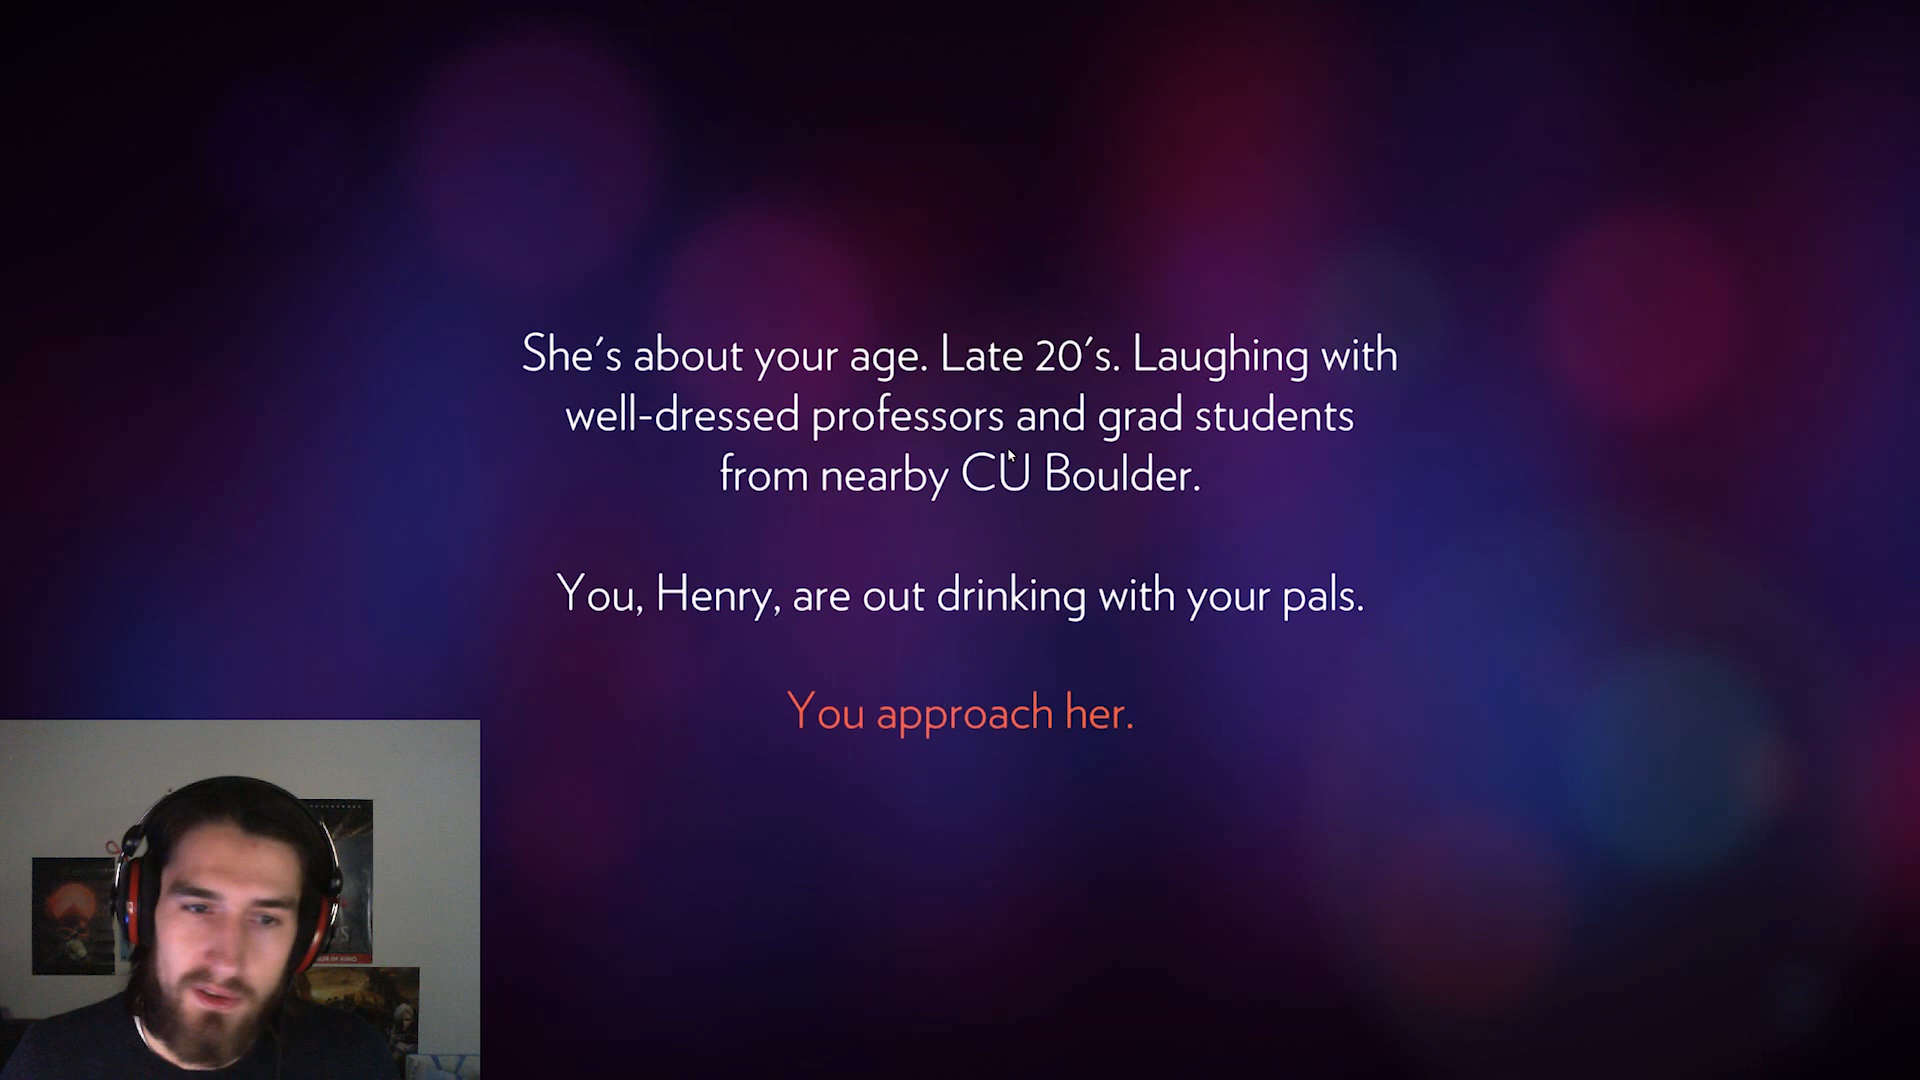 She's about your age. Late 20's. Laughing with
well-dressed professors and grad students
from nearby CU Boulder.
You, Henry, are out drinking with your pals.
You approach her.